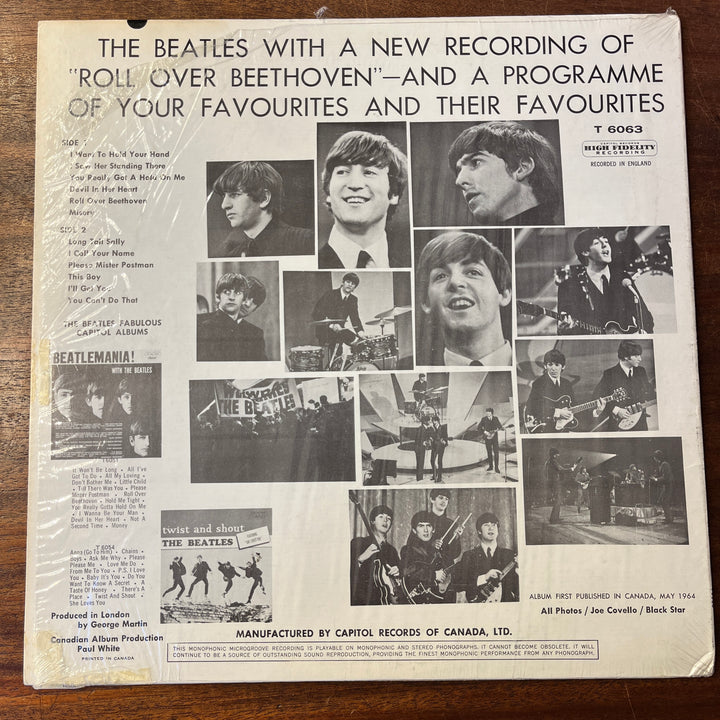 THE BEATLES WITH A NEW RECORDING OF
"ROLL OVER BEETHOVEN"—AND A PROGRAMME
OF YOUR FAVOURITES AND THEIR FAVOURITES
T 6063
CAPITOL RECORDS
HIGH FIDELITY
RECORDING
RECORDED IN ENGLAND
SIDE 1
I Want To Hold Your Hand
I Saw Her Standing There
You Really Got A Hold On Me
Devil In Her Heart
Roll Over Beethoven
Misery
SIDE 2
Long Tall Sally
I Call Your Name
Please Mister Postman
This Boy
I'll Get You
You Can't Do That
THE BEATLES FABULOUS
CAPITOL ALBUMS
BEATLEMANIA!
WITH THE BEATLES
T 6051
It Won't Be Long • All I've
Got To Do • All My Loving •
Don't Bother Me • Little Child
• Till There Was You • Please
Mister Postman • Roll Over
Beethoven • Hold Me Tight •
You Really Gotta Hold On Me
• I Wanna Be Your Man •
Devil In Her Heart • Not A
Second Time • Money
THE BEATLES
twist and shout
THE BEATLES
T 6054
Anna (Go To Him) • Chains •
Boys • Ask Me Why • Please
Please Me • Love Me Do •
From Me To You • P.S. I Love
You • Baby It's You • Do You
Want To Know A Secret • A
Taste Of Honey • There's A
Place • Twist And Shout •
She Loves You
Produced in London
by George Martin
Canadian Album Production
Paul White
PRINTED IN CANADA
ALBUM FIRST PUBLISHED IN CANADA, MAY 1964
All Photos / Joe Covello / Black Star
MANUFACTURED BY CAPITOL RECORDS OF CANADA, LTD.
THIS MONOPHONIC MICROGROOVE RECORDING IS PLAYABLE ON MONOPHONIC AND STEREO PHONOGRAPHS. IT CANNOT BECOME OBSOLETE. IT WILL
CONTINUE TO BE A SOURCE OF OUTSTANDING SOUND REPRODUCTION, PROVIDING THE FINEST MONOPHONIC PERFORMANCE FROM ANY PHONOGRAPH.